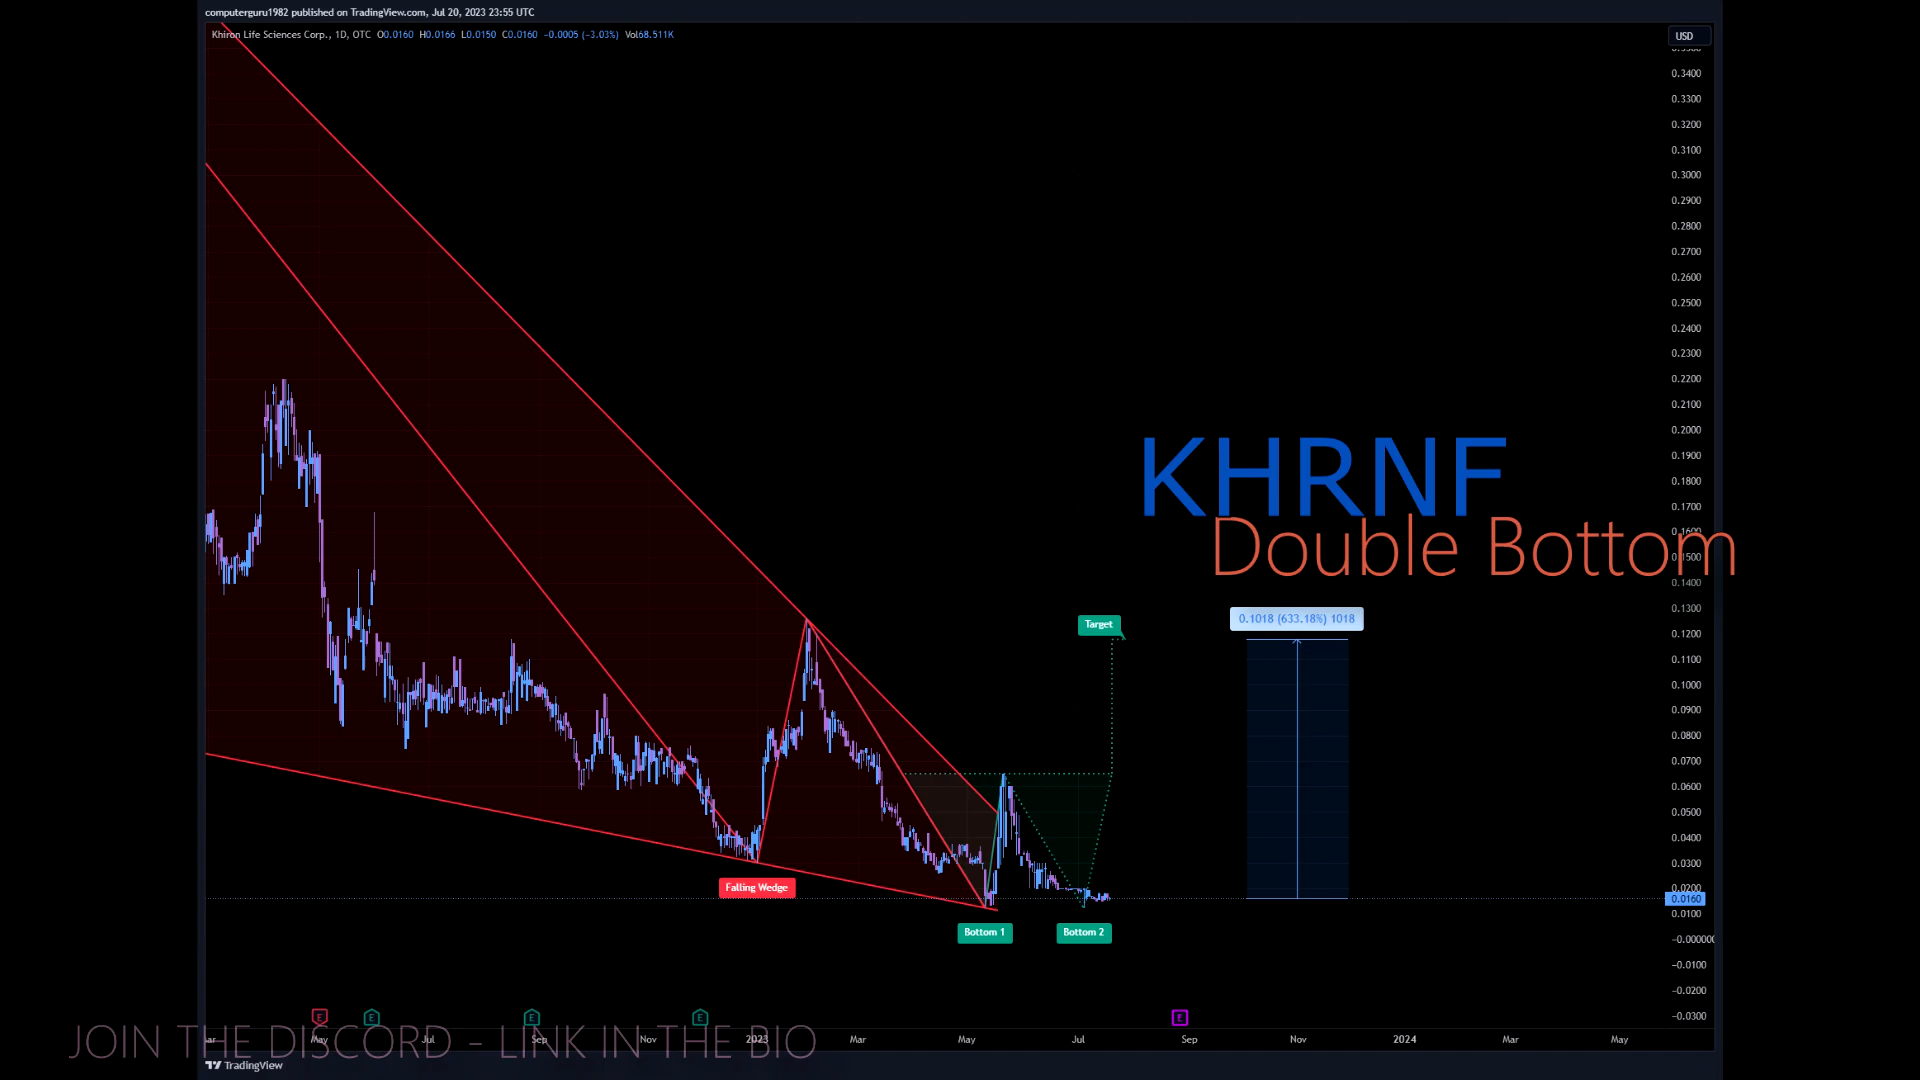 computerguru1982 published on TradingView.com, Jul 20, 2023 23:55 UTC
Khiron Life Sciences Corp., 1D, OTC O0.0160 H0.0166 L0.0150 C0.0160 −0.0005 (−3.03%) Vol68.511K
USD
0.3400
0.3300
0.3200
0.3100
0.3000
0.2900
0.2800
0.2700
0.2600
0.2500
0.2400
0.2300
0.2200
0.2100
0.2000
0.1900
0.1800
0.1700
0.1600
0.1500
0.1400
0.1300
0.1200
0.1100
0.1000
0.0900
0.0800
0.0700
0.0600
0.0500
0.0400
0.0300
0.0200
0.0160
0.0100
−0.0100
−0.0200
−0.0300
KHRNF
Double Bottom
0.1018 (633.18%) 1018
Target
Falling Wedge
Bottom 1
Bottom 2
E E E E E
May Jul Sep Nov 2023 Mar May Jul Sep Nov 2024 Mar May
JOIN THE DISCORD - LINK IN THE BIO
TradingView